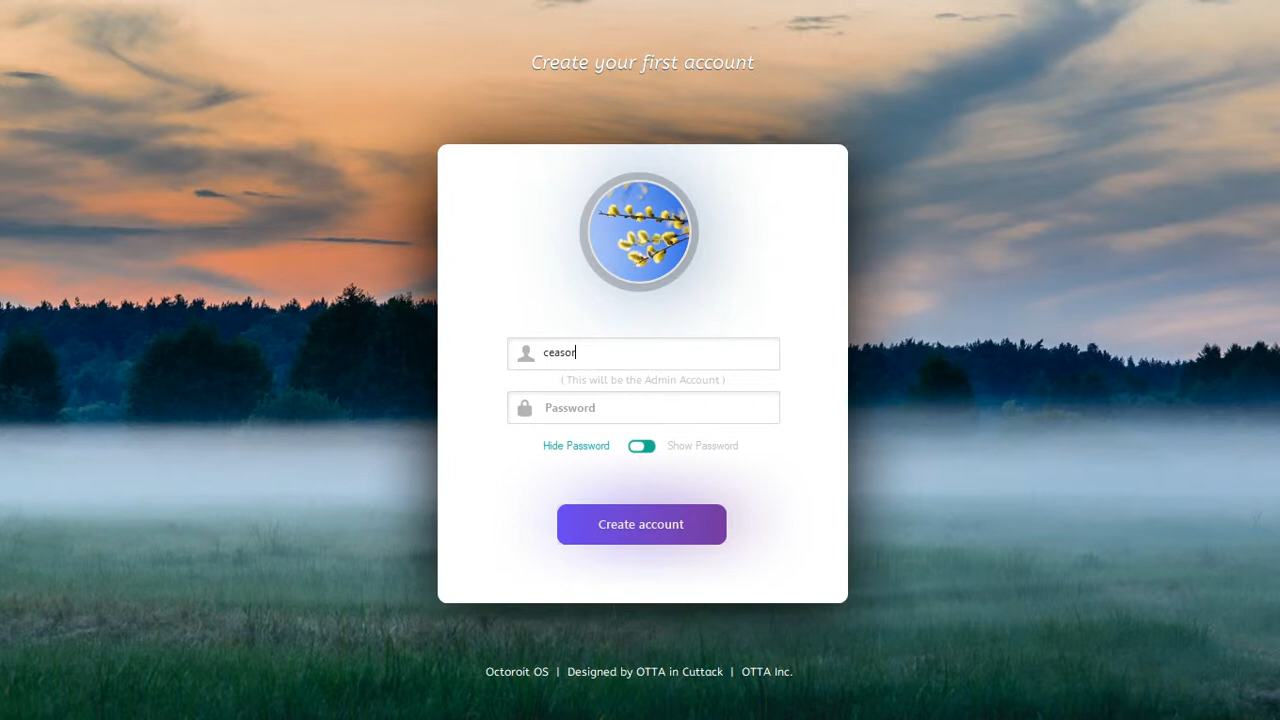 Create your first account
ceasor
( This will be the Admin Account )
Password
Hide Password Show Password
Create account
Octoroit OS | Designed by OTTA in Cuttack | OTTA Inc.